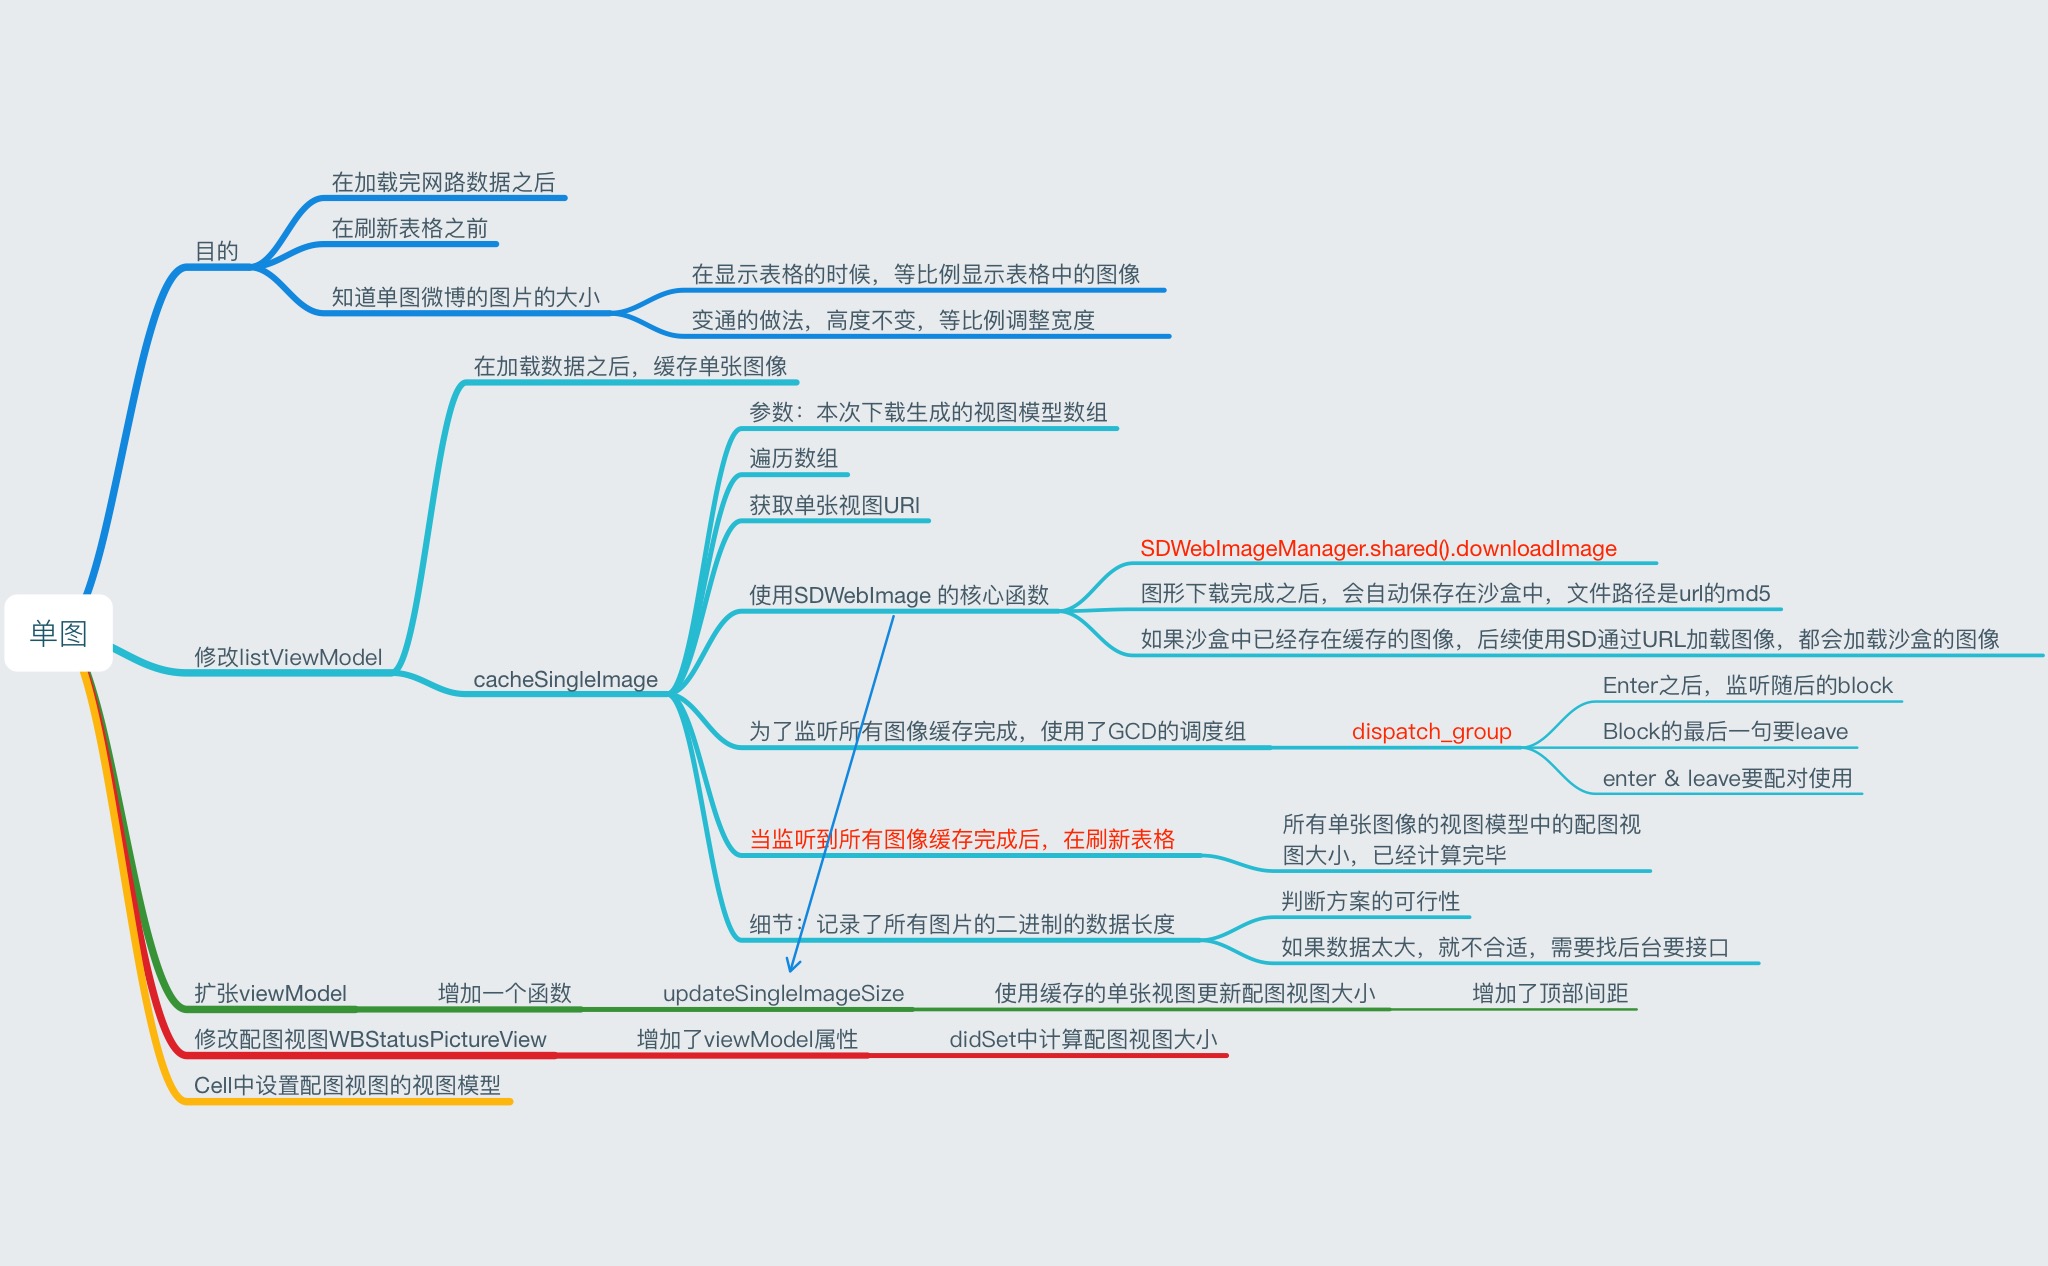 单图
目的
在加载完网路数据之后
在刷新表格之前
知道单图微博的图片的大小
在显示表格的时候，等比例显示表格中的图像
变通的做法，高度不变，等比例调整宽度
修改listViewModel
在加载数据之后，缓存单张图像
cacheSingleImage
参数：本次下载生成的视图模型数组
遍历数组
获取单张视图URl
使用SDWebImage 的核心函数
SDWebImageManager.shared().downloadImage
图形下载完成之后，会自动保存在沙盒中，文件路径是url的md5
如果沙盒中已经存在缓存的图像，后续使用SD通过URL加载图像，都会加载沙盒的图像
为了监听所有图像缓存完成，使用了GCD的调度组
dispatch_group
Enter之后，监听随后的block
Block的最后一句要leave
enter & leave要配对使用
当监听到所有图像缓存完成后，在刷新表格
所有单张图像的视图模型中的配图视
图大小，已经计算完毕
细节：记录了所有图片的二进制的数据长度
判断方案的可行性
如果数据太大，就不合适，需要找后台要接口
扩张viewModel
增加一个函数
updateSingleImageSize
使用缓存的单张视图更新配图视图大小
增加了顶部间距
修改配图视图WBStatusPictureView
增加了viewModel属性
didSet中计算配图视图大小
Cell中设置配图视图的视图模型